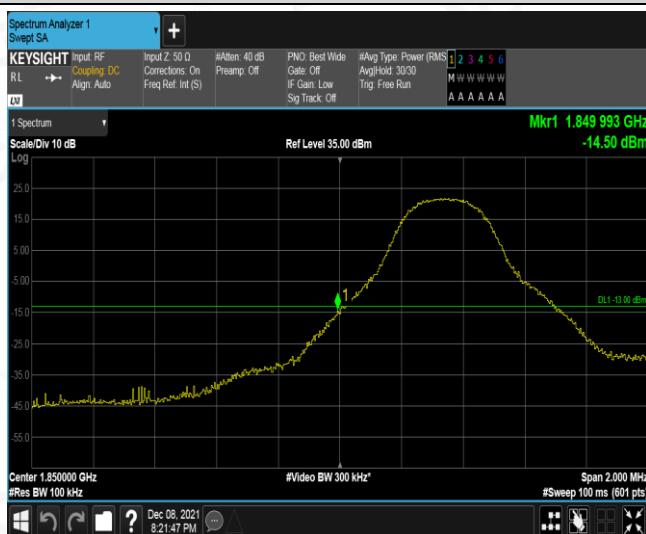 Spectrum Analyzer 1
Swept SA
KEYSIGHT
RL
LXI
Input: RF
Coupling: DC
Align: Auto
Input Z: 50 Ω
Corrections: On
Freq Ref: Int (S)
#Atten: 40 dB
Preamp: Off
PNO: Best Wide
Gate: Off
IF Gain: Low
Sig Track: Off
#Avg Type: Power (RMS
Avg|Hold: 30/30
Trig: Free Run
1 2 3 4 5 6
M W W W W W
A A A A A A
1 Spectrum
Mkr1 1.849 993 GHz
Scale/Div 10 dB
Ref Level 35.00 dBm
-14.50 dBm
Log
25.0
15.0
5.00
-5.00
1
DL1 -13.00 dBm
-15.0
-25.0
-35.0
-45.0
-55.0
Center 1.850000 GHz
#Video BW 300 kHz*
Span 2.000 MHz
#Res BW 100 kHz
#Sweep 100 ms (601 pts)
?
Dec 08, 2021
8:21:47 PM